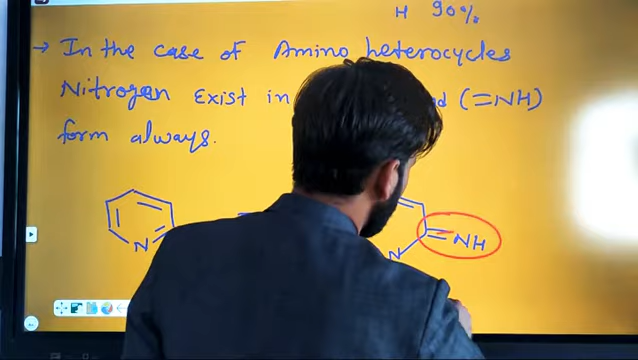 H 90%
→ In the case of Amino heterocycles
Nitrogen Exist in (=NH)
form always.
N N =NH